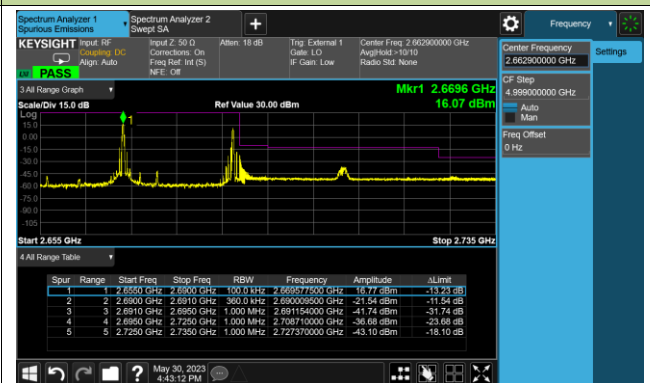 Spectrum Analyzer 1
Spurious Emissions
Spectrum Analyzer 2
Swept SA
+
Frequency
KEYSIGHT
Input: RF
Coupling: DC
Align: Auto
Input Z: 50 Ω
Corrections: On
Freq Ref: Int (S)
NFE: Off
Atten: 18 dB
Trig: External 1
Gate: LO
IF Gain: Low
Center Freq: 2.662900000 GHz
Avg|Hold:>10/10
Radio Std: None
PASS
Center Frequency
2.662900000 GHz
Settings
CF Step
4.999000000 GHz
Auto
Man
Freq Offset
0 Hz
3 All Range Graph
Mkr1 2.6696 GHz
Scale/Div 15.0 dB
Ref Value 30.00 dBm
16.07 dBm
Log
15.0
0.00
-15.0
-30.0
-45.0
-60.0
-75.0
-90.0
-105
1
Start 2.655 GHz
Stop 2.735 GHz
4 All Range Table
Spur Range Start Freq Stop Freq RBW Frequency Amplitude ΔLimit
1 1 2.6550 GHz 2.6900 GHz 100.0 kHz 2.669577500 GHz 16.77 dBm -13.23 dB
2 2 2.6900 GHz 2.6910 GHz 360.0 kHz 2.690009500 GHz -21.54 dBm -11.54 dB
3 3 2.6910 GHz 2.6950 GHz 1.000 MHz 2.691154000 GHz -41.74 dBm -31.74 dB
4 4 2.6950 GHz 2.7250 GHz 1.000 MHz 2.708710000 GHz -36.68 dBm -23.68 dB
5 5 2.7250 GHz 2.7350 GHz 1.000 MHz 2.727370000 GHz -43.10 dBm -18.10 dB
May 30, 2023
4:43:12 PM